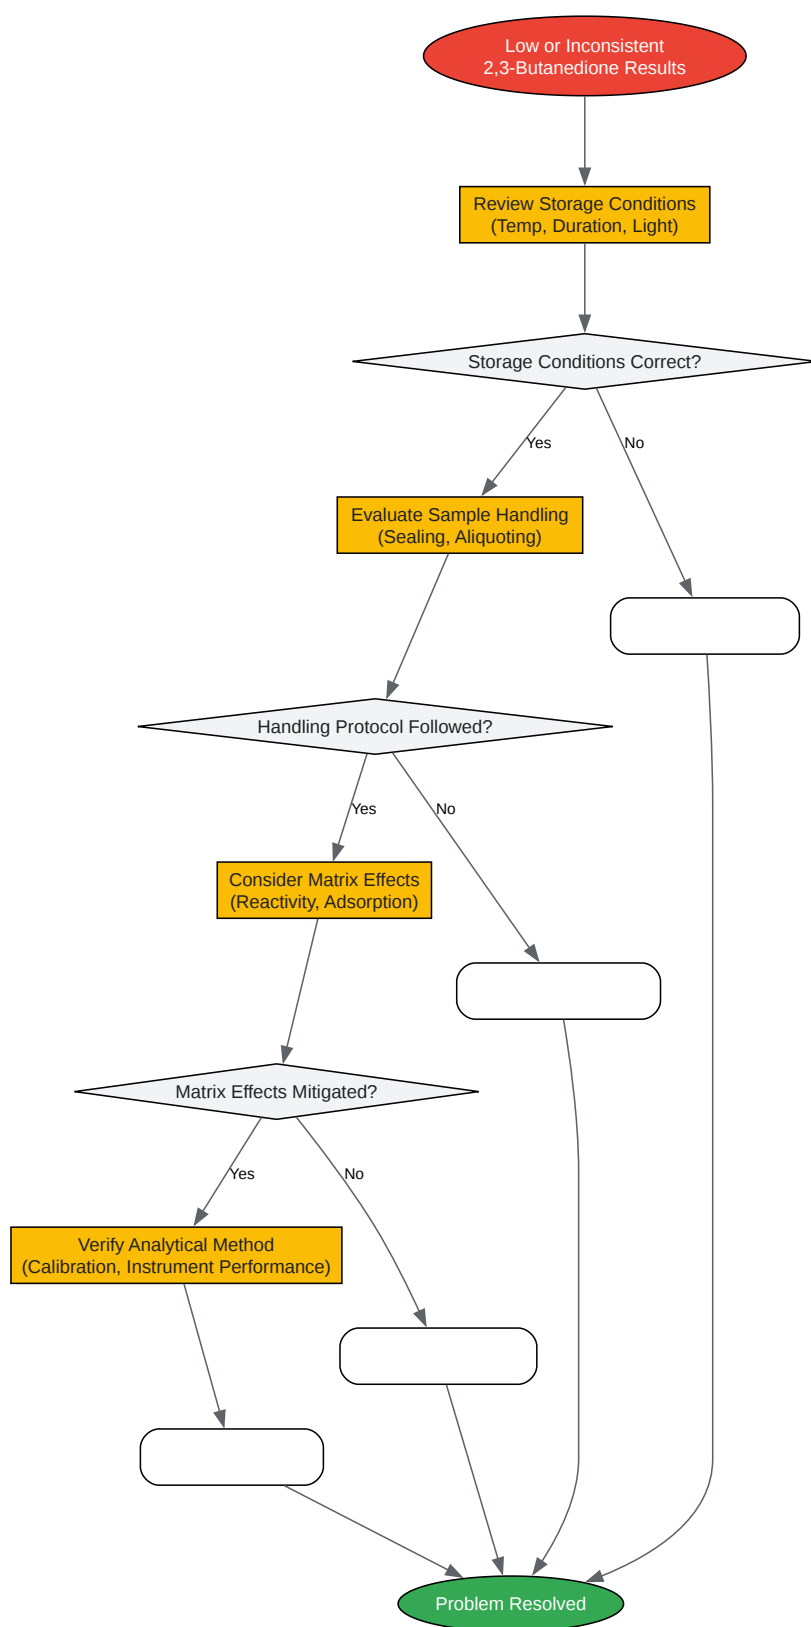 Low or Inconsistent
2,3-Butanedione Results
Review Storage Conditions
(Temp, Duration, Light)
Storage Conditions Correct?
Yes
No
Evaluate Sample Handling
(Sealing, Aliquoting)
Handling Protocol Followed?
Yes
No
Consider Matrix Effects
(Reactivity, Adsorption)
Matrix Effects Mitigated?
Yes
No
Verify Analytical Method
(Calibration, Instrument Performance)
Problem Resolved